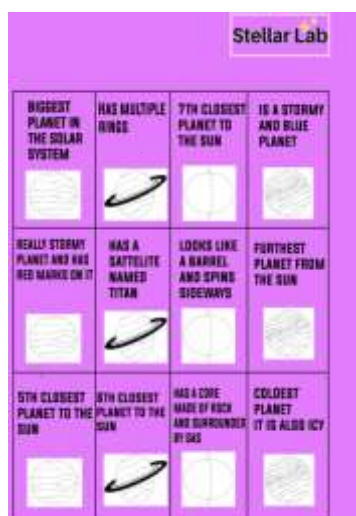 Stellar Lab
BIGGEST
PLANET IN
THE SOLAR
SYSTEM
HAS MULTIPLE
RINGS
7TH CLOSEST
PLANET TO
THE SUN
IS A STORMY
AND BLUE
PLANET
REALLY STORMY
PLANET AND HAS
RED MARKS ON IT
HAS A
SATTELITE
NAMED
TITAN
LOOKS LIKE
A BARREL
AND SPINS
SIDEWAYS
FURTHEST
PLANET FROM
THE SUN
5TH CLOSEST
PLANET TO THE
SUN
6TH CLOSEST
PLANET TO THE
SUN
HAS A CORE
MADE OF ROCK
AND SURROUNDED
BY GAS
COLDEST
PLANET
IT IS ALSO ICY